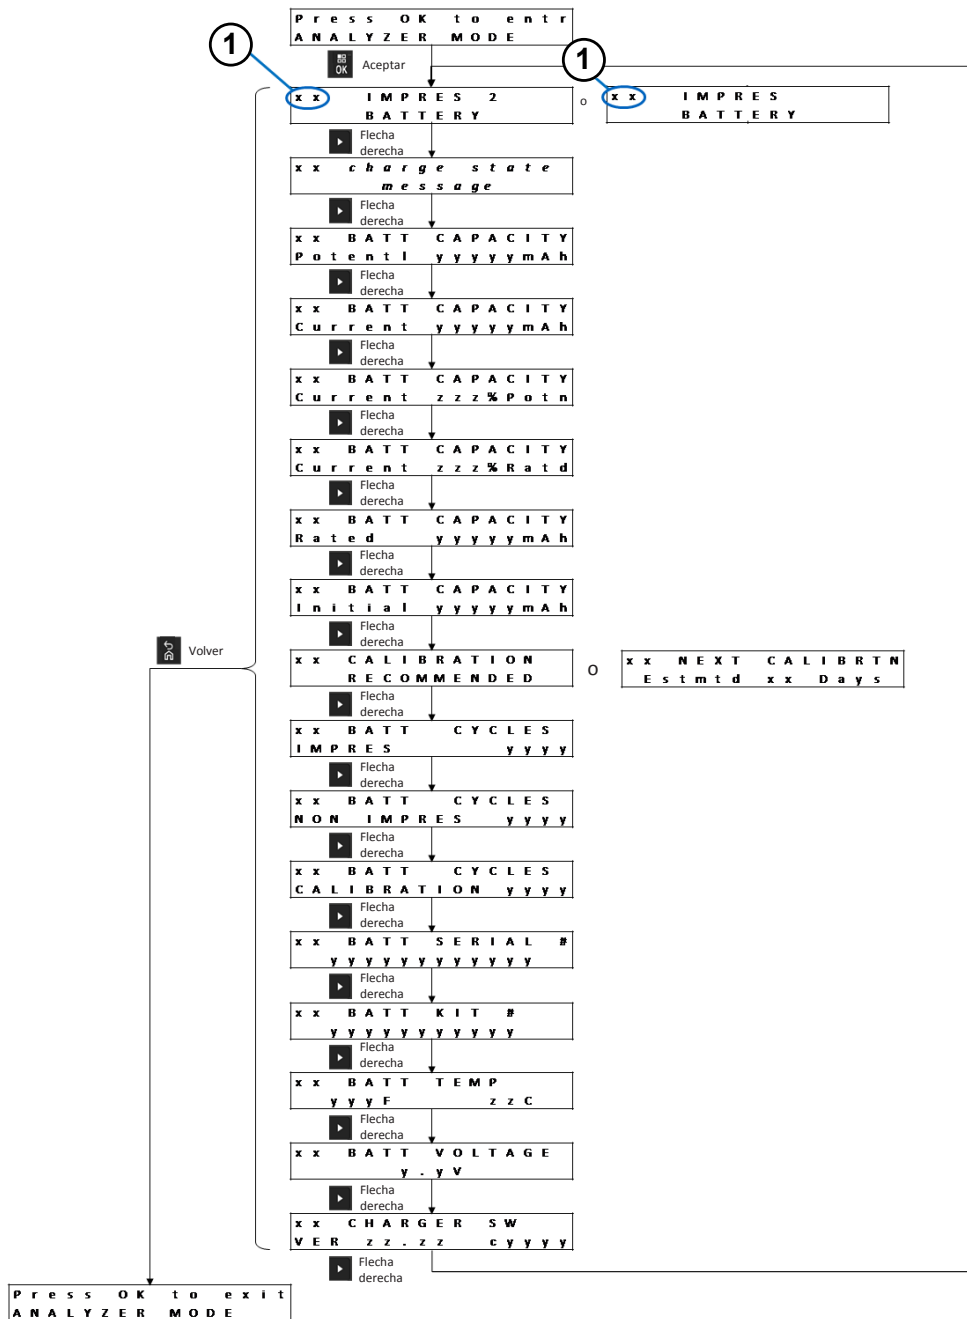 Press OK to entr
ANALYZER MODE
1
1
OK
Aceptar
xx IMPRES 2
BATTERY
o
xx IMPRES
BATTERY
Flecha
derecha
xx charge state
message
Flecha
derecha
xx BATT CAPACITY
Potentl yyyyymAh
Flecha
derecha
xx BATT CAPACITY
Current yyyyymAh
Flecha
derecha
xx BATT CAPACITY
Current zzz%Potn
Flecha
derecha
xx BATT CAPACITY
Current zzz%Ratd
Flecha
derecha
xx BATT CAPACITY
Rated yyyyymAh
Flecha
derecha
xx BATT CAPACITY
Initial yyyyymAh
Flecha
derecha
Volver
xx CALIBRATION
RECOMMENDED
O
xx NEXT CALIBRTN
Estmtd xx Days
Flecha
derecha
xx BATT CYCLES
IMPRES yyyy
Flecha
derecha
xx BATT CYCLES
NON IMPRES yyyy
Flecha
derecha
xx BATT CYCLES
CALIBRATION yyyy
Flecha
derecha
xx BATT SERIAL #
yyyyyyyyyyyy
Flecha
derecha
xx BATT KIT #
yyyyyyyyyy
Flecha
derecha
xx BATT TEMP
yyyF zzC
Flecha
derecha
xx BATT VOLTAGE
y.yV
Flecha
derecha
xx CHARGER SW
VER zz.zz cyyyy
Flecha
derecha
Press OK to exit
ANALYZER MODE